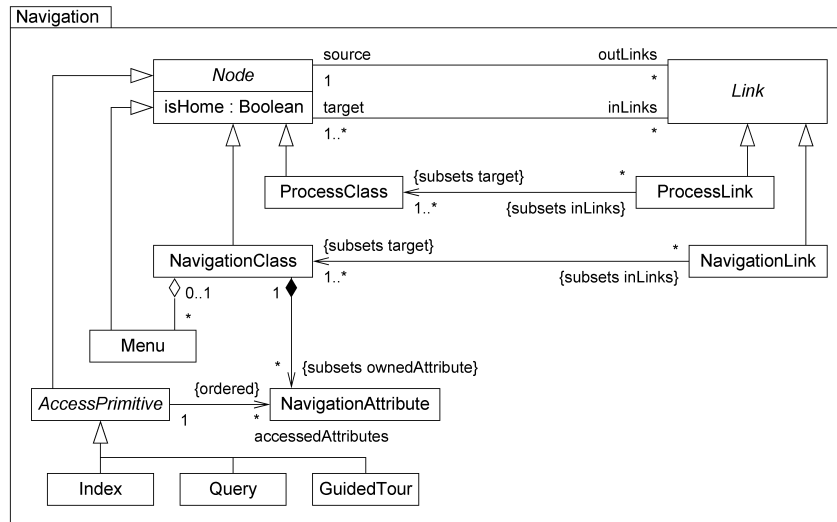 Navigation
source outLinks
Node
1 *
Link
isHome : Boolean
target inLinks
1..* *
{subsets target} *
ProcessClass ProcessLink
1..* {subsets inLinks}
{subsets target} *
NavigationClass NavigationLink
1..* {subsets inLinks}
0..1 1
*
Menu
* {subsets ownedAttribute}
{ordered}
AccessPrimitive NavigationAttribute
1 *
accessedAttributes
Index Query GuidedTour